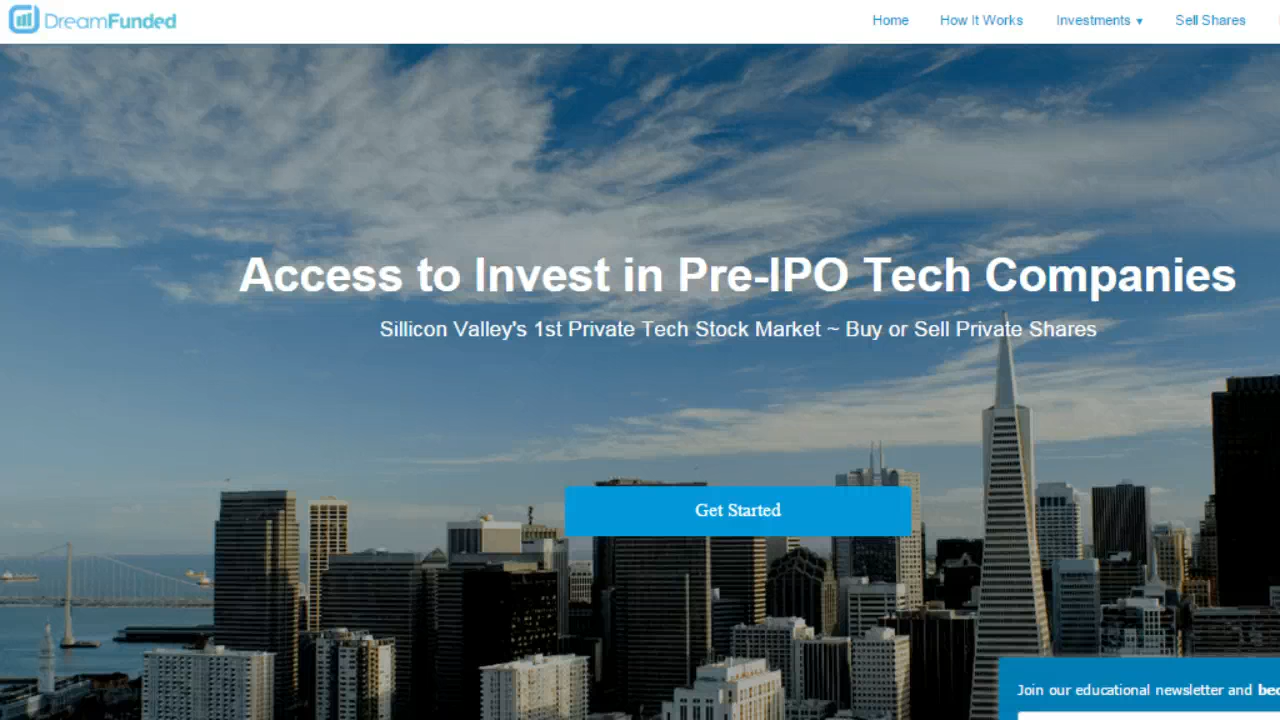 DreamFunded
Home How It Works Investments ▼ Sell Shares
Access to Invest in Pre-IPO Tech Companies
Sillicon Valley's 1st Private Tech Stock Market ~ Buy or Sell Private Shares
Get Started
Join our educational newsletter and